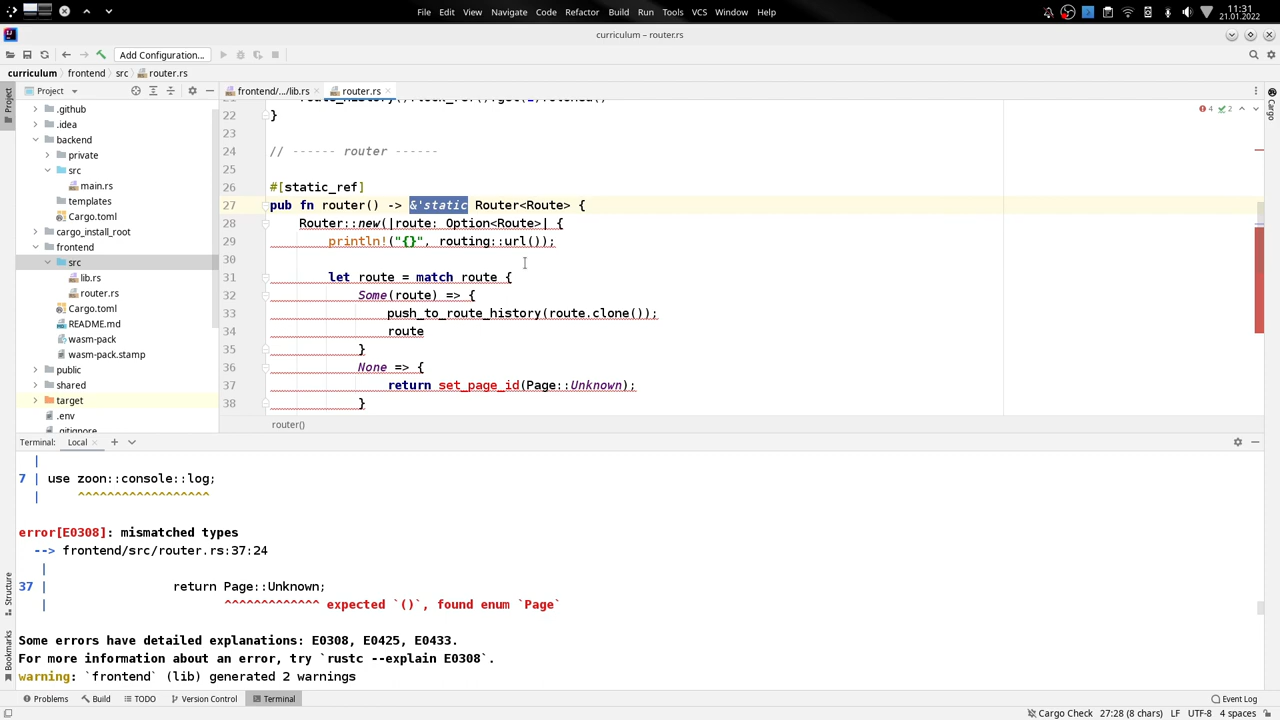 File Edit View Navigate Code Refactor Build Run Tools VCS Window Help
11:31
21.01.2022
curriculum – router.rs
Add Configuration...
curriculum frontend src router.rs
Project
frontend/.../lib.rs
router.rs
.github
.idea
backend
private
src
main.rs
templates
Cargo.toml
cargo_install_root
frontend
src
lib.rs
router.rs
Cargo.toml
README.md
wasm-pack
wasm-pack.stamp
public
shared
target
.env
.gitignore
4 2
22 }
23
24 // ------ router ------
25
26 #[static_ref]
27 pub fn router() -> &'static Router<Route> {
28 Router::new(|route: Option<Route>| {
29 println!("{}", routing::url());
30
31 let route = match route {
32 Some(route) => {
33 push_to_route_history(route.clone());
34 route
35 }
36 None => {
37 return set_page_id(Page::Unknown);
38 }
router()
Project
Structure
Bookmarks
Cargo
Terminal: Local
|
7 | use zoon::console::log;
| ^^^^^^^^^^^^^^^^^^
error[E0308]: mismatched types
--> frontend/src/router.rs:37:24
|
37 | return Page::Unknown;
| ^^^^^^^^^^^^^ expected `()`, found enum `Page`
Some errors have detailed explanations: E0308, E0425, E0433.
For more information about an error, try `rustc --explain E0308`.
warning: `frontend` (lib) generated 2 warnings
Problems Build TODO Version Control Terminal Event Log
Cargo Check 27:28 (8 chars) LF UTF-8 4 spaces